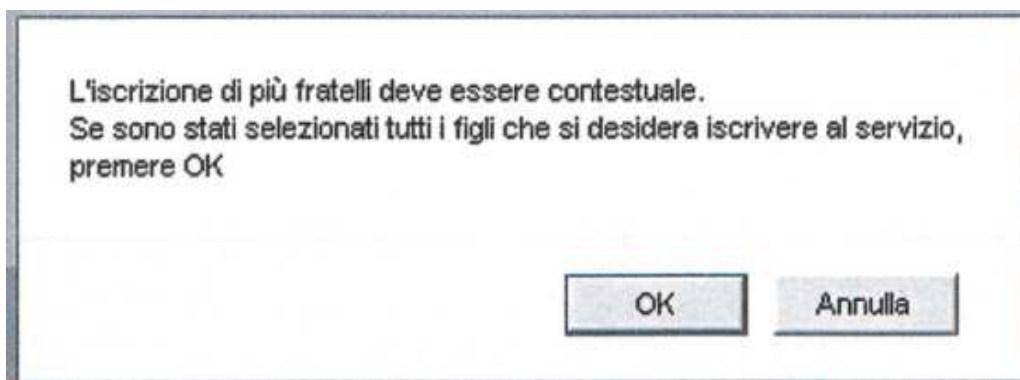 L'iscrizione di più fratelli deve essere contestuale.
Se sono stati selezionati tutti i figli che si desidera iscrivere al servizio,
premere OK
OK
Annulla